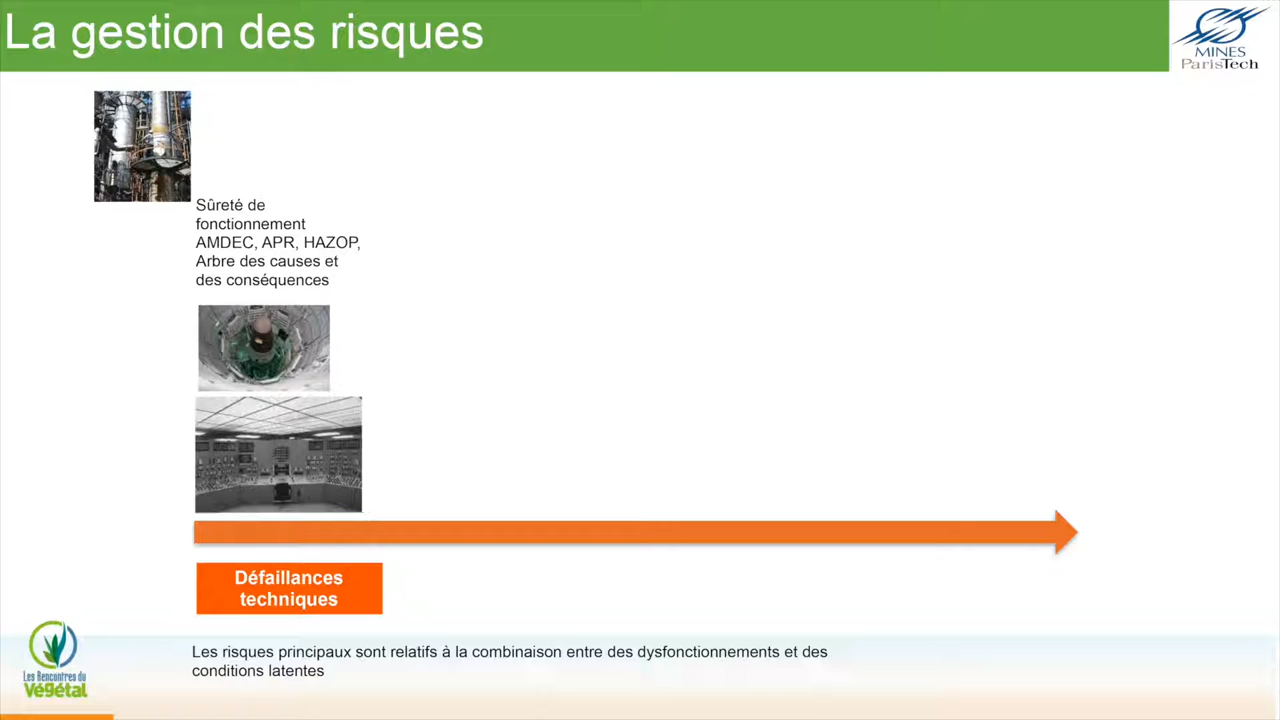 La gestion des risques
MINES
ParisTech
Sûreté de
fonctionnement
AMDEC, APR, HAZOP,
Arbre des causes et
des conséquences
Défaillances
techniques
Les risques principaux sont relatifs à la combinaison entre des dysfonctionnements et des
conditions latentes
Les Rencontres du
Végétal